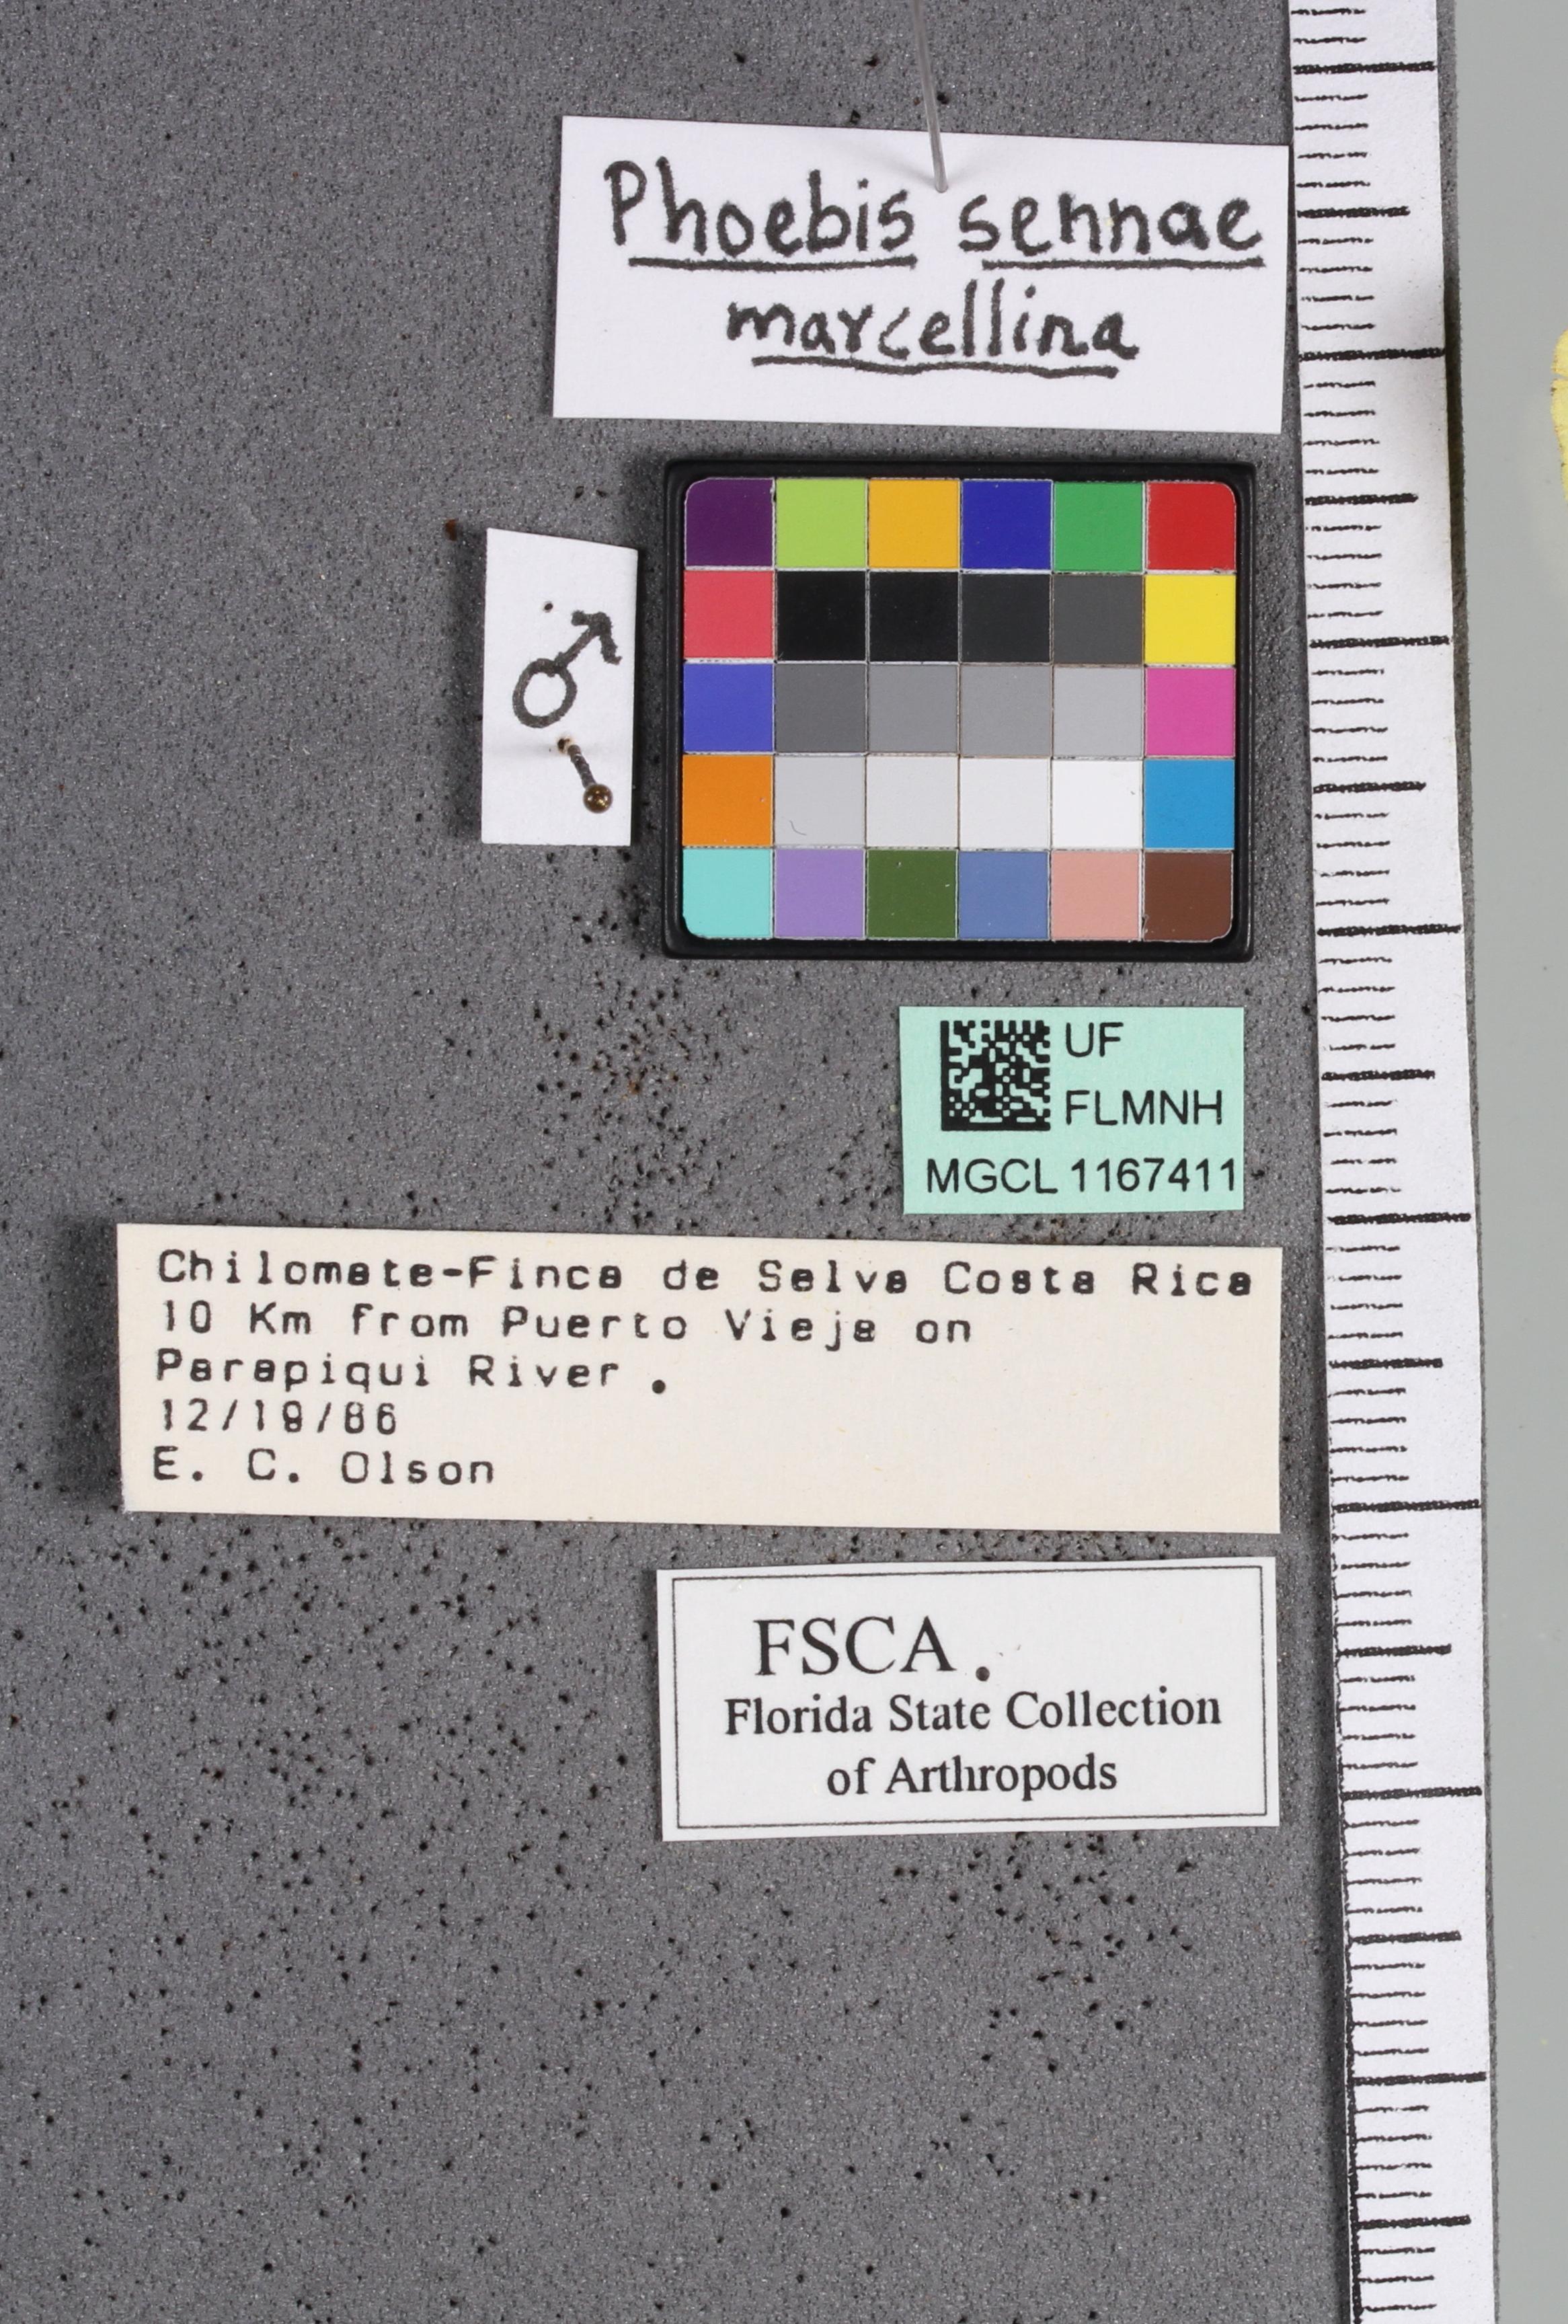 Phoebis sennae
marcellina
♂
UF
FLMNH
MGCL 1167411
Chilomate-Finca de Selva Costa Rica
10 Km from Puerto Vieja on
Parapiqui River .
12/19/86
E. C. Olson
FSCA
Florida State Collection
of Arthropods